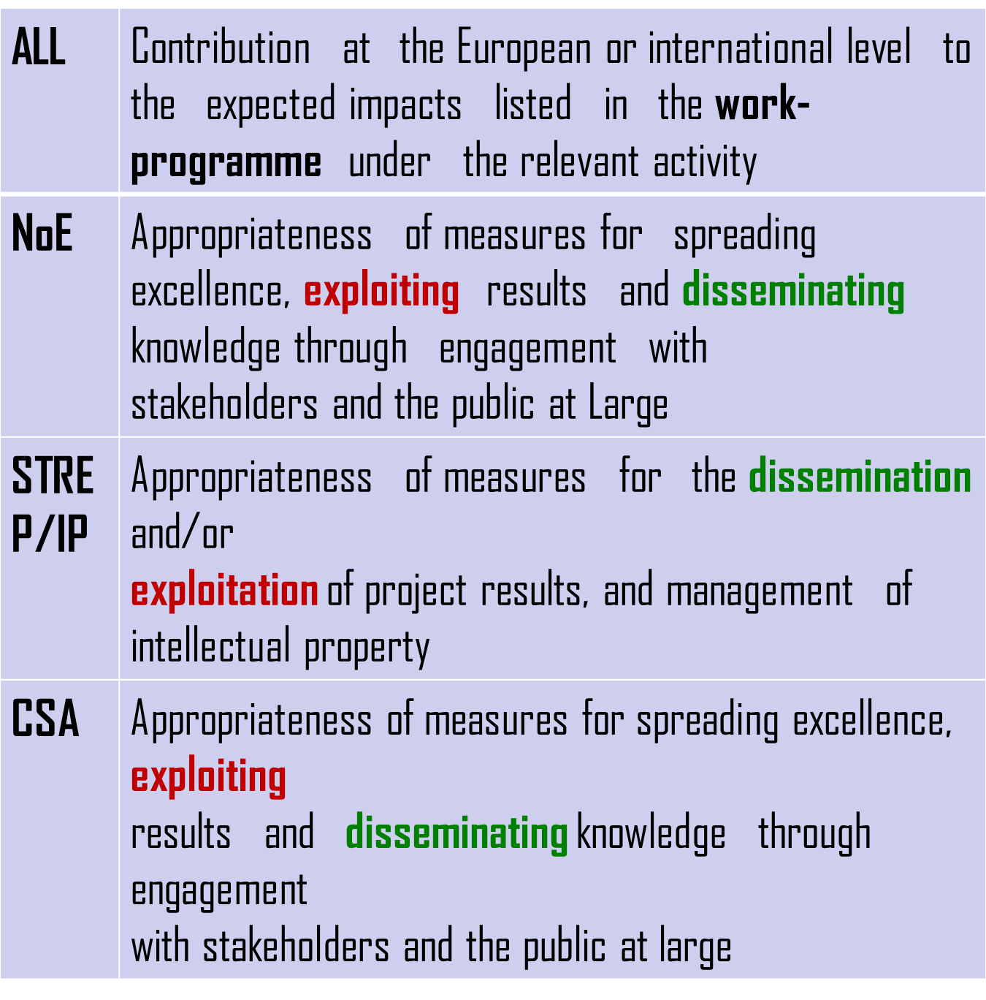 ALL
Contribution at the European or international level to
the expected impacts listed in the work-
programme under the relevant activity
NoE
Appropriateness of measures for spreading
excellence, exploiting results and disseminating
knowledge through engagement with
stakeholders and the public at Large
STRE
P/IP
Appropriateness of measures for the dissemination
and/or
exploitation of project results, and management of
intellectual property
CSA
Appropriateness of measures for spreading excellence,
exploiting
results and disseminating knowledge through
engagement
with stakeholders and the public at large